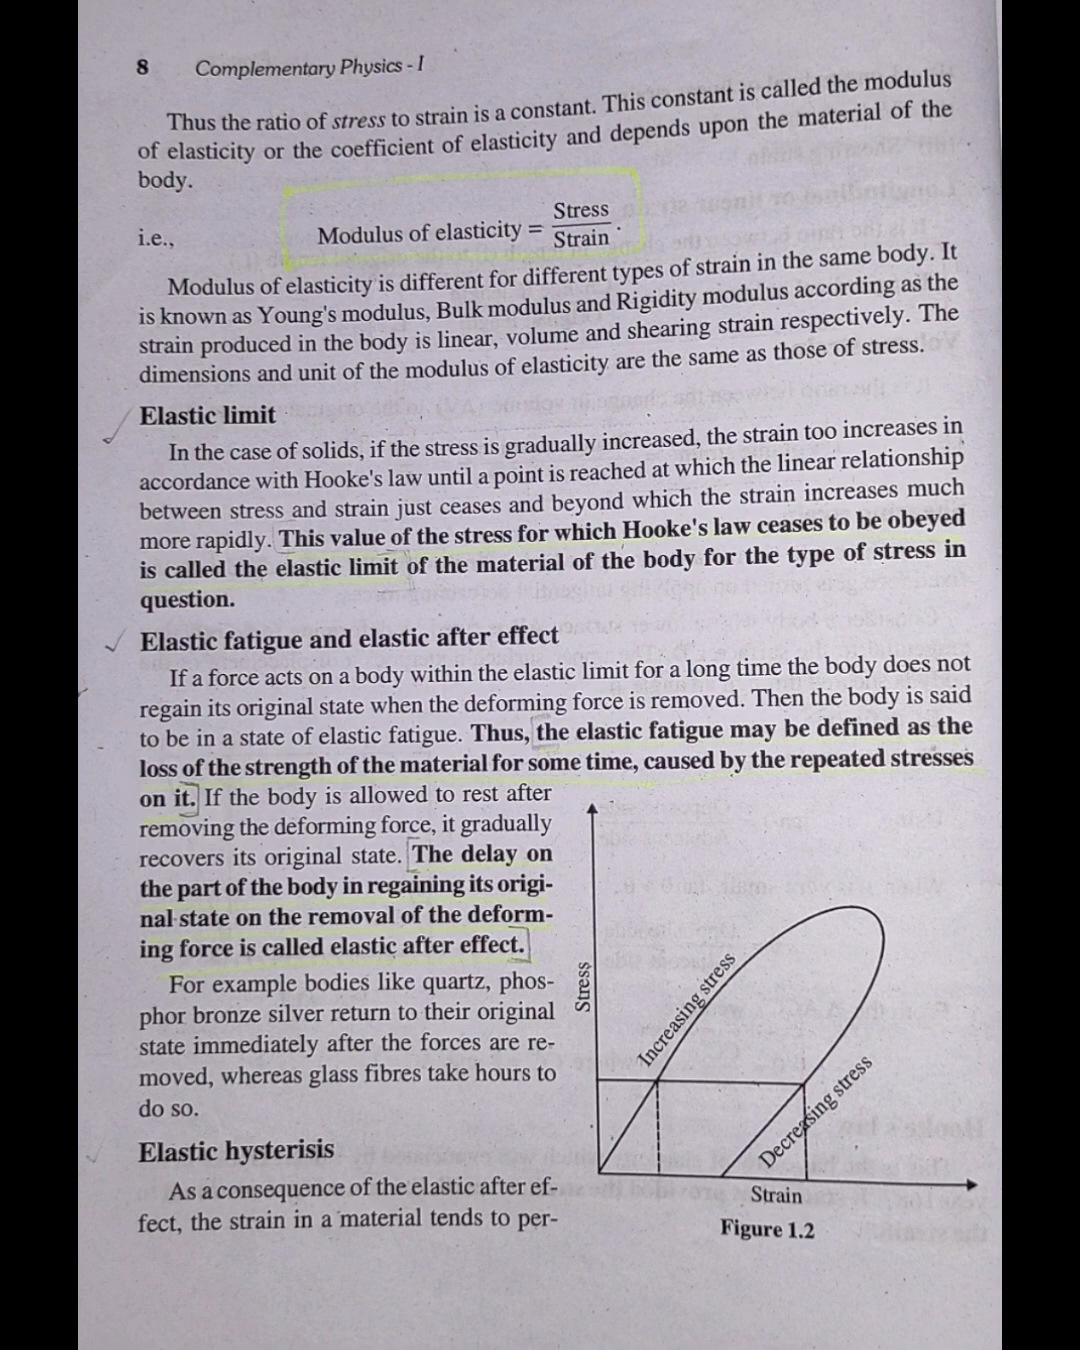 8 Complementary Physics - I
Thus the ratio of stress to strain is a constant. This constant is called the modulus
of elasticity or the coefficient of elasticity and depends upon the material of the
body.
i.e., Modulus of elasticity = Stress / Strain .
Modulus of elasticity is different for different types of strain in the same body. It
is known as Young's modulus, Bulk modulus and Rigidity modulus according as the
strain produced in the body is linear, volume and shearing strain respectively. The
dimensions and unit of the modulus of elasticity are the same as those of stress.
Elastic limit
In the case of solids, if the stress is gradually increased, the strain too increases in
accordance with Hooke's law until a point is reached at which the linear relationship
between stress and strain just ceases and beyond which the strain increases much
more rapidly. This value of the stress for which Hooke's law ceases to be obeyed
is called the elastic limit of the material of the body for the type of stress in
question.
Elastic fatigue and elastic after effect
If a force acts on a body within the elastic limit for a long time the body does not
regain its original state when the deforming force is removed. Then the body is said
to be in a state of elastic fatigue. Thus, the elastic fatigue may be defined as the
loss of the strength of the material for some time, caused by the repeated stresses
on it. If the body is allowed to rest after
removing the deforming force, it gradually
recovers its original state. The delay on
the part of the body in regaining its origi-
nal state on the removal of the deform-
ing force is called elastic after effect.
For example bodies like quartz, phos-
phor bronze silver return to their original
state immediately after the forces are re-
moved, whereas glass fibres take hours to
do so.
Elastic hysterisis
As a consequence of the elastic after ef-
fect, the strain in a material tends to per-
Stress
Increasing stress
Decreasing stress
Strain
Figure 1.2